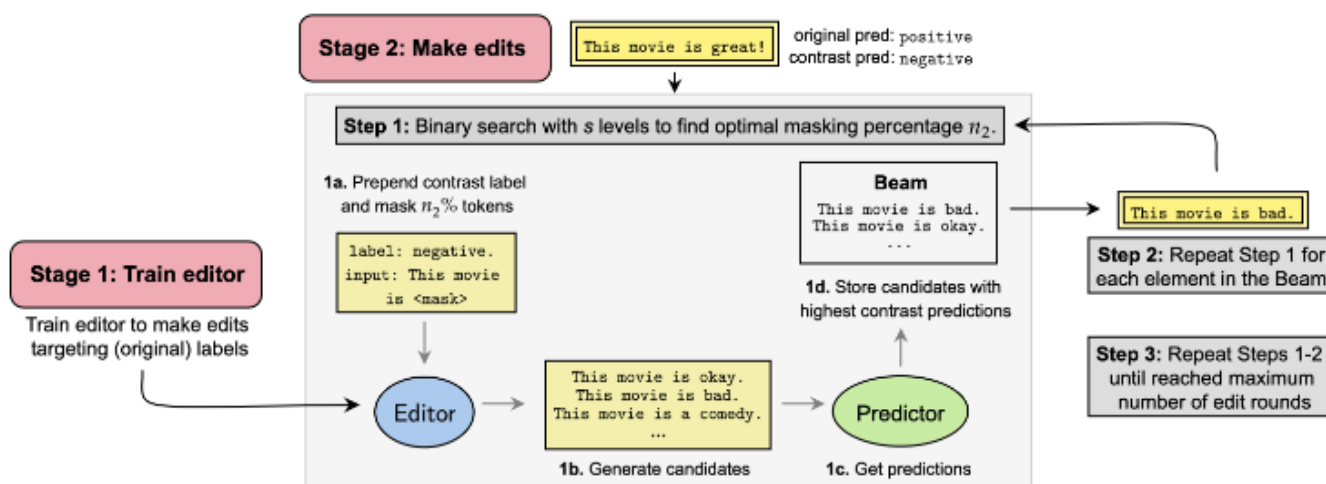 Stage 2: Make edits
This movie is great!
original pred: positive
contrast pred: negative
Step 1: Binary search with s levels to find optimal masking percentage n₂.
1a. Prepend contrast label
and mask n₂% tokens
label: negative.
input: This movie
is <mask>
Beam
This movie is bad.
This movie is okay.
...
1d. Store candidates with
highest contrast predictions
This movie is bad.
Step 2: Repeat Step 1 for
each element in the Beam
Step 3: Repeat Steps 1-2
until reached maximum
number of edit rounds
Stage 1: Train editor
Train editor to make edits
targeting (original) labels
Editor
This movie is okay.
This movie is bad.
This movie is a comedy.
...
1b. Generate candidates
Predictor
1c. Get predictions